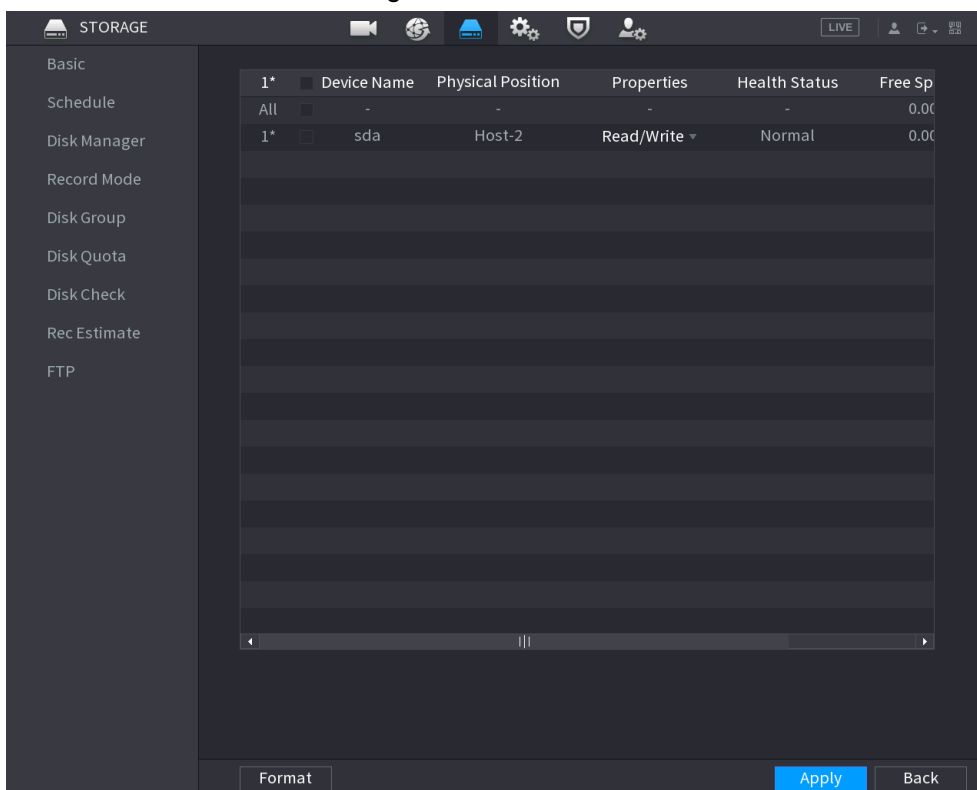 STORAGE
LIVE
Basic
Schedule
Disk Manager
Record Mode
Disk Group
Disk Quota
Disk Check
Rec Estimate
FTP
1* Device Name Physical Position Properties Health Status Free Sp
All - - - - 0.00
1* sda Host-2 Read/Write Normal 0.00
Format Apply Back